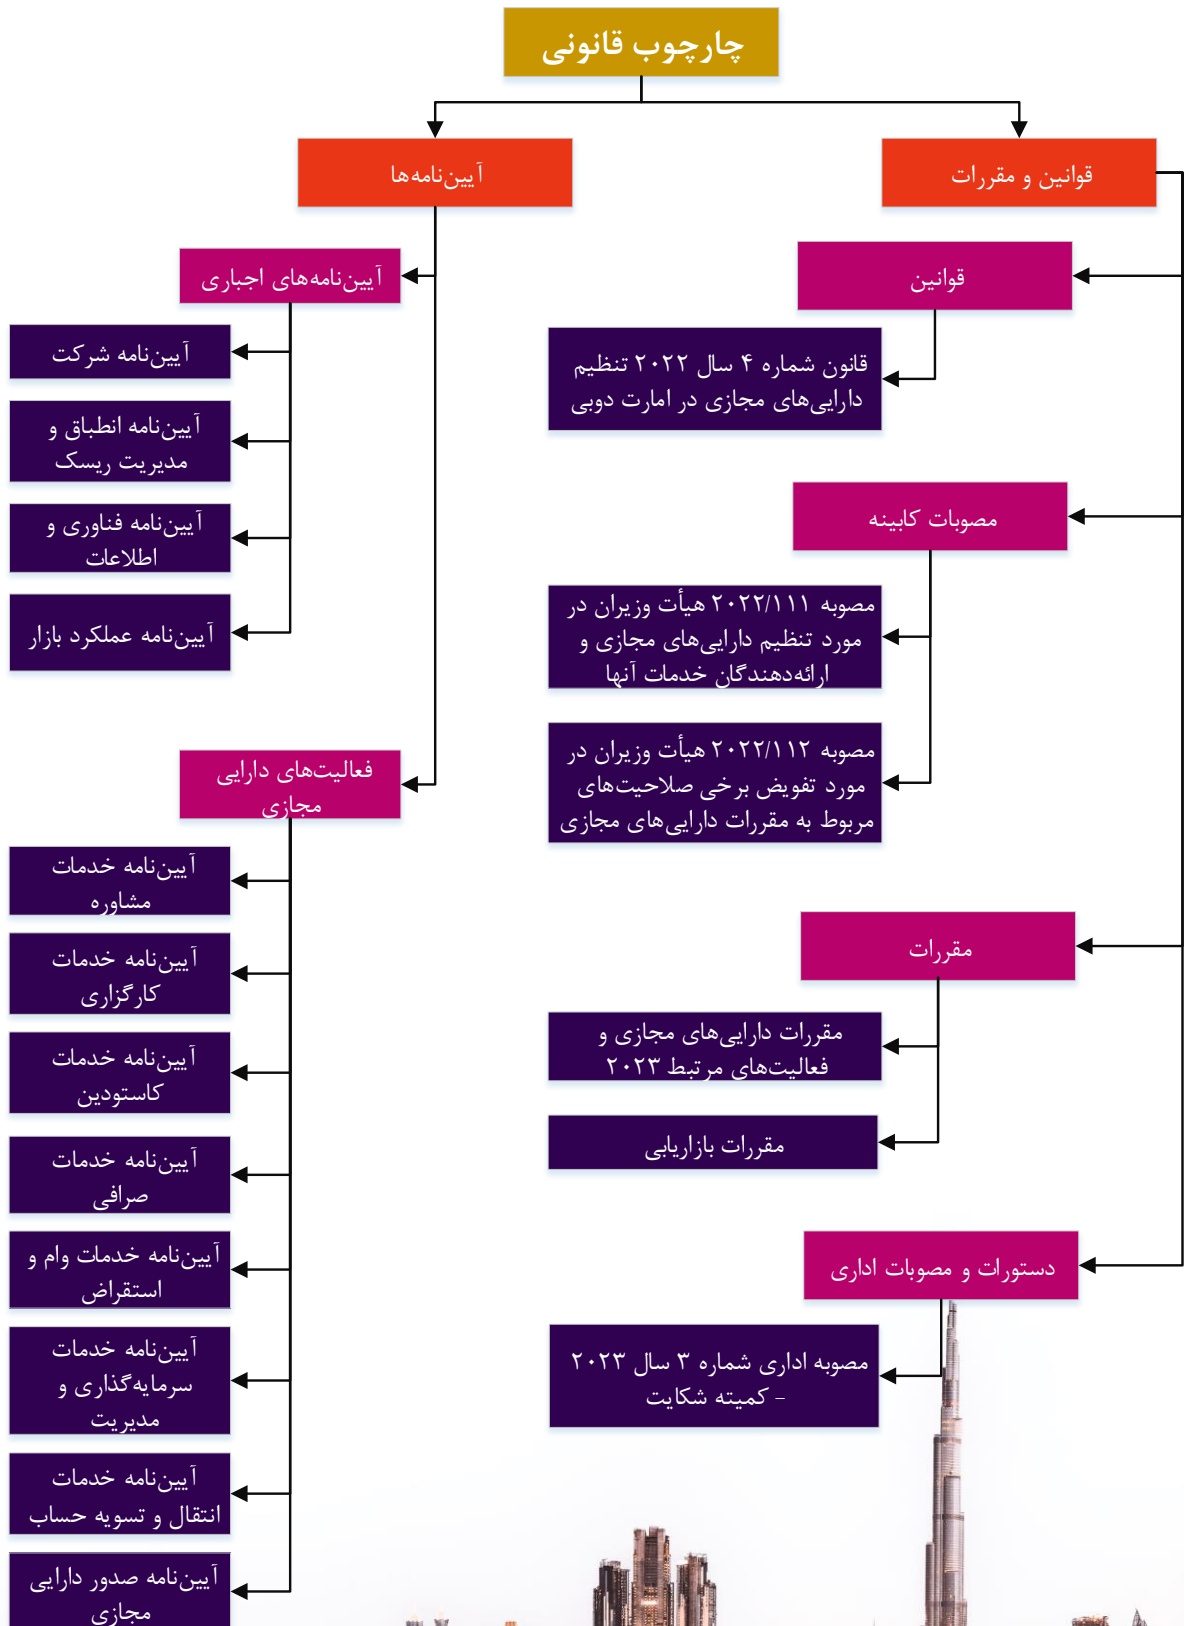 چارچوب قانونی
قوانین و مقررات
قوانین
قانون شماره ۴ سال ۲۰۲۲ تنظیم
دارایی‌های مجازی در امارت دوبی
مصوبات کابینه
مصوبه ۲۰۲۲/۱۱۱ هیأت وزیران در
مورد تنظیم دارایی‌های مجازی و
ارائه‌دهندگان خدمات آنها
مصوبه ۲۰۲۲/۱۱۲ هیأت وزیران در
مورد تفویض برخی صلاحیت‌های
مربوط به مقررات دارایی‌های مجازی
مقررات
مقررات دارایی‌های مجازی و
فعالیت‌های مرتبط ۲۰۲۳
مقررات بازاریابی
دستورات و مصوبات اداری
مصوبه اداری شماره ۳ سال ۲۰۲۳
- کمیته شکایت
آیین‌نامه‌ها
آیین‌نامه‌های اجباری
آیین‌نامه شرکت
آیین‌نامه انطباق و
مدیریت ریسک
آیین‌نامه فناوری و
اطلاعات
آیین‌نامه عملکرد بازار
فعالیت‌های دارایی
مجازی
آیین‌نامه خدمات
مشاوره
آیین‌نامه خدمات
کارگزاری
آیین‌نامه خدمات
کاستودین
آیین‌نامه خدمات
صرافی
آیین‌نامه خدمات وام و
استقراض
آیین‌نامه خدمات
سرمایه‌گذاری و
مدیریت
آیین‌نامه خدمات
انتقال و تسویه حساب
آیین‌نامه صدور دارایی
مجازی